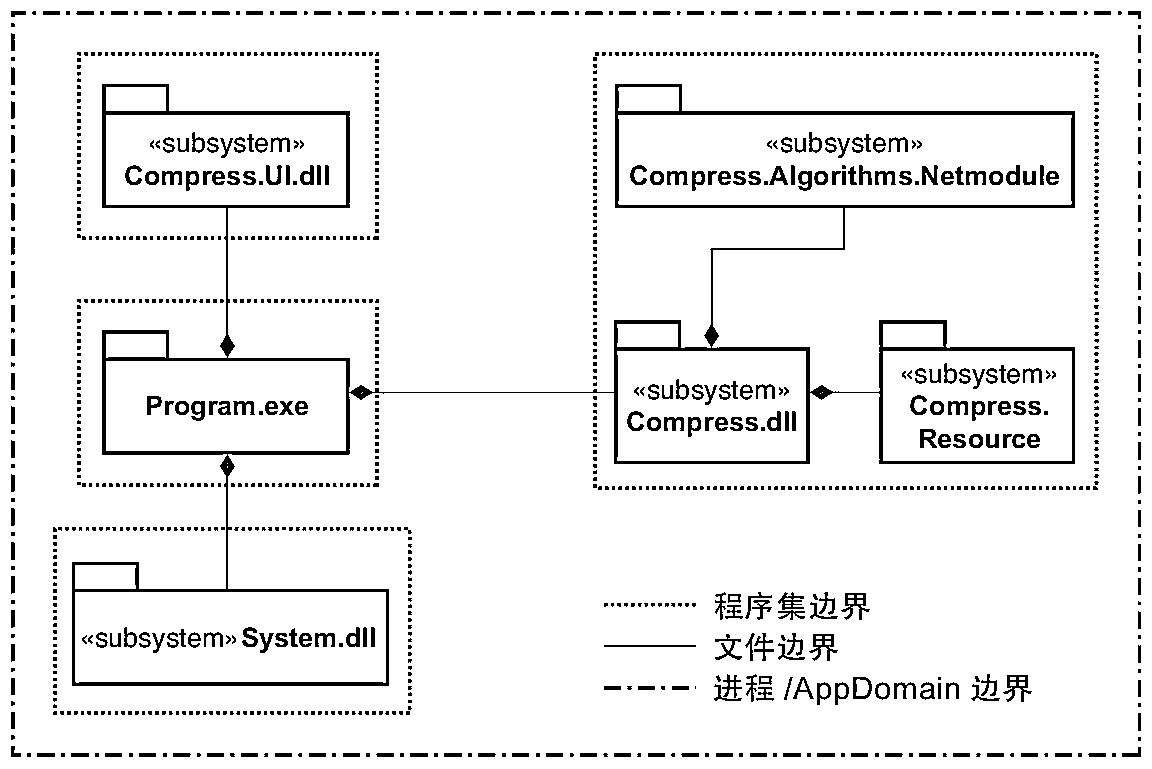 «subsystem»
Compress.UI.dll
«subsystem»
Compress.Algorithms.Netmodule
Program.exe
«subsystem»
Compress.dll
«subsystem»
Compress.
Resource
«subsystem» System.dll
程序集边界
文件边界
进程 /AppDomain 边界